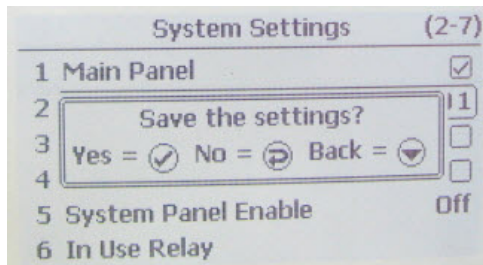 System Settings (2-7)
1 Main Panel
2 1
Save the settings?
3
Yes = No = Back =
4
5 System Panel Enable Off
6 In Use Relay